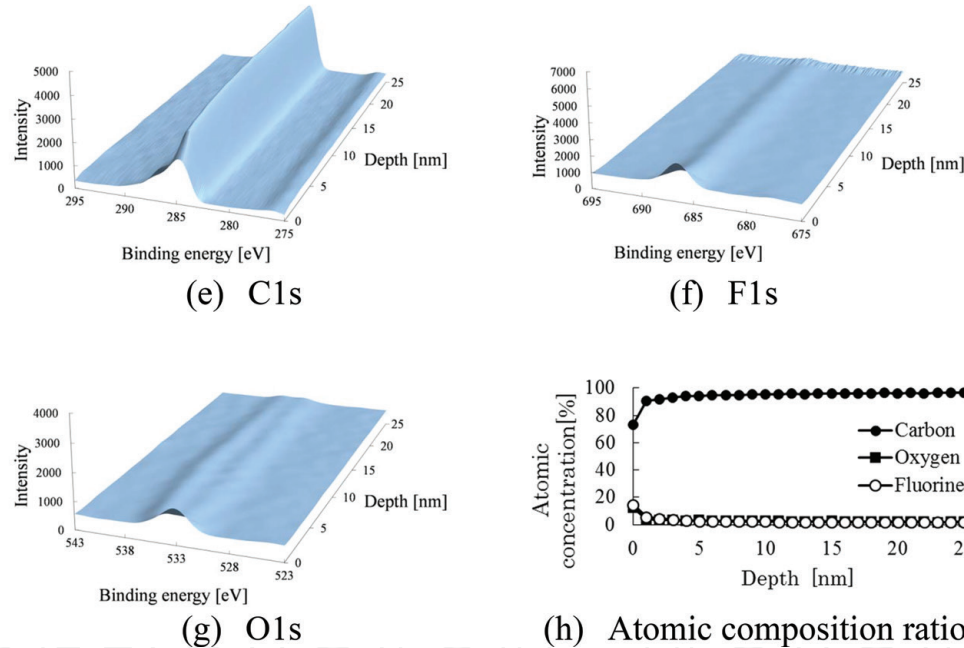 5000
4000
3000
2000
1000
0
Intensity
295
290
285
280
275
Binding energy [eV]
0
5
10
15
20
25
Depth [nm]
(e) C1s
7000
6000
5000
4000
3000
2000
1000
0
Intensity
695
690
685
680
675
Binding energy [eV]
0
5
10
15
20
25
Depth [nm]
(f) F1s
4000
3000
2000
1000
0
Intensity
543
538
533
528
523
Binding energy [eV]
0
5
10
15
20
25
Depth [nm]
(g) O1s
100
80
60
40
20
0
Atomic
concentration[%]
Carbon
Oxygen
Fluorine
0 5 10 15 20
Depth [nm]
(h) Atomic composition ratio